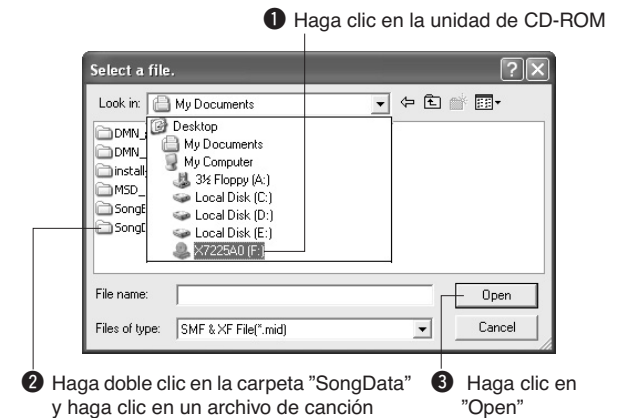 ❶ Haga clic en la unidad de CD-ROM
Select a file.
Look in: My Documents
Desktop
My Documents
My Computer
3½ Floppy (A:)
Local Disk (C:)
Local Disk (D:)
Local Disk (E:)
X7225A0 (F:)
DMN_
DMN_
install
MSD_
File name: Open
Files of type: SMF & XF File(*.mid) Cancel
❷ Haga doble clic en la carpeta ”SongData”
y haga clic en un archivo de canción
❸ Haga clic en
”Open”